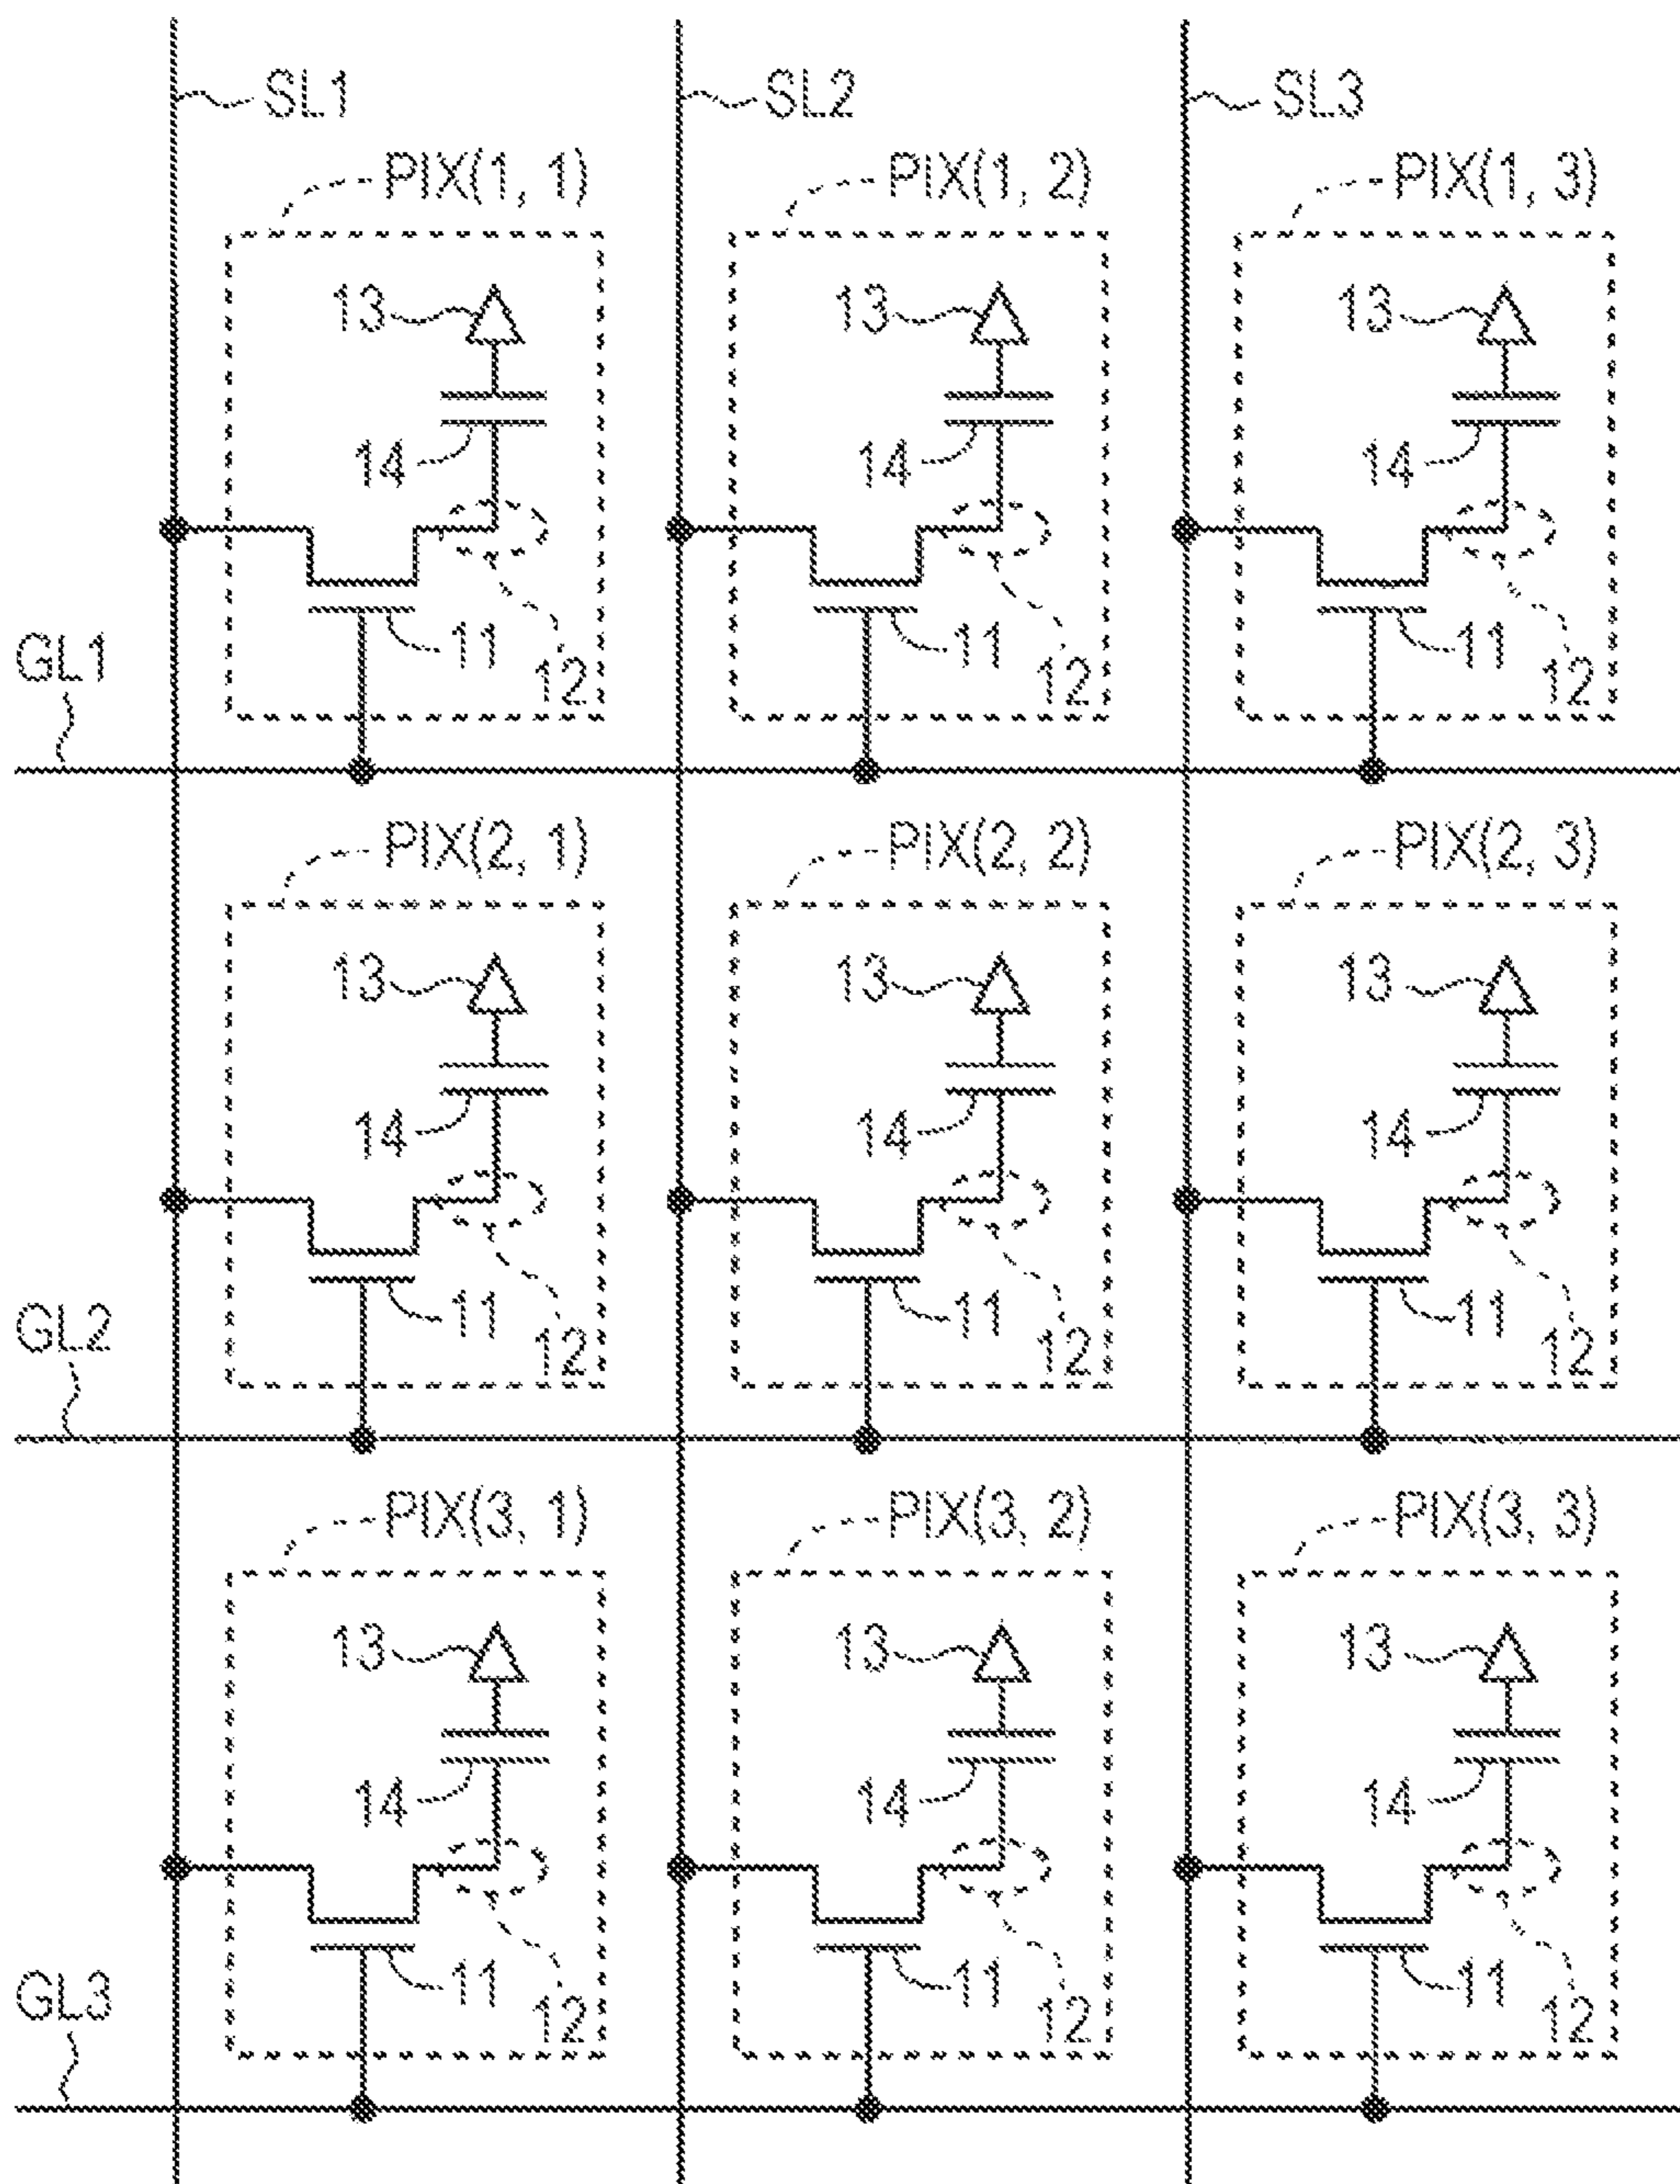 SL1 SL2 SL3
PIX(1, 1) PIX(1, 2) PIX(1, 3)
13 13 13
14 14 14
GL1 11 12 11 12 11 12
PIX(2, 1) PIX(2, 2) PIX(2, 3)
13 13 13
14 14 14
GL2 11 12 11 12 11 12
PIX(3, 1) PIX(3, 2) PIX(3, 3)
13 13 13
14 14 14
GL3 11 12 11 12 11 12